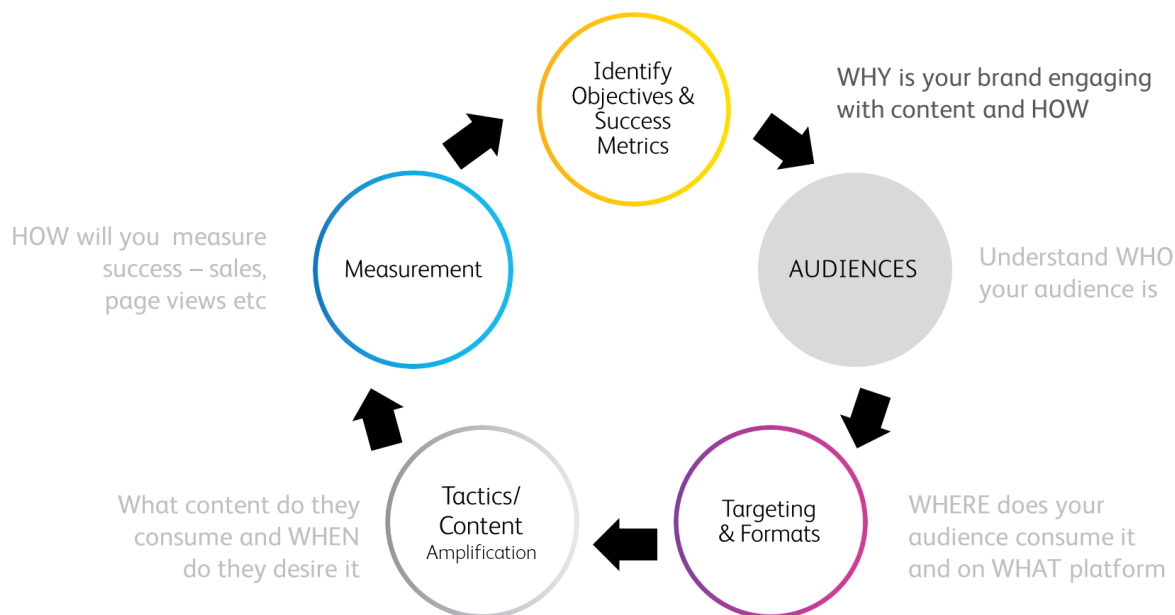 Identify
Objectives &
Success
Metrics
WHY is your brand engaging
with content and HOW
AUDIENCES
Understand WHO
your audience is
Targeting
& Formats
WHERE does your
audience consume it
and on WHAT platform
Tactics/
Content
Amplification
What content do they
consume and WHEN
do they desire it
Measurement
HOW will you measure
success – sales,
page views etc